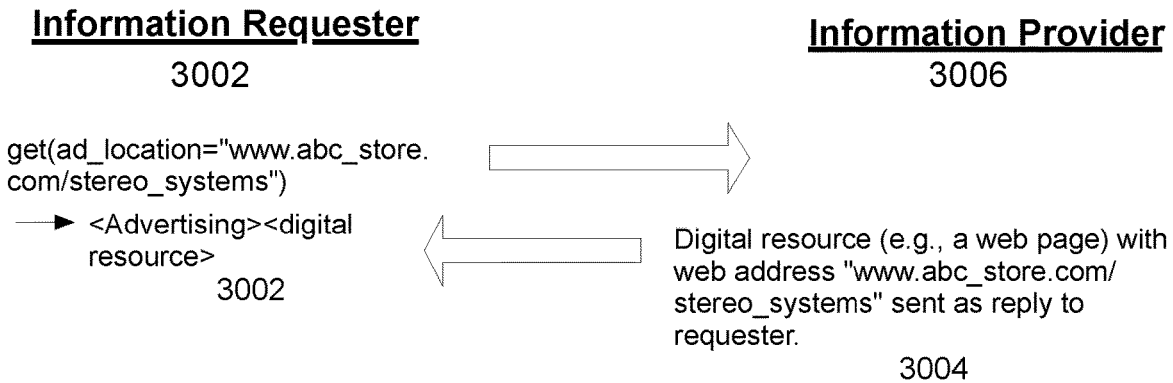 Information Requester
3002
Information Provider
3006
get(ad_location="www.abc_store.
com/stereo_systems")
<Advertising><digital
resource>
3002
Digital resource (e.g., a web page) with
web address "www.abc_store.com/
stereo_systems" sent as reply to
requester.
3004